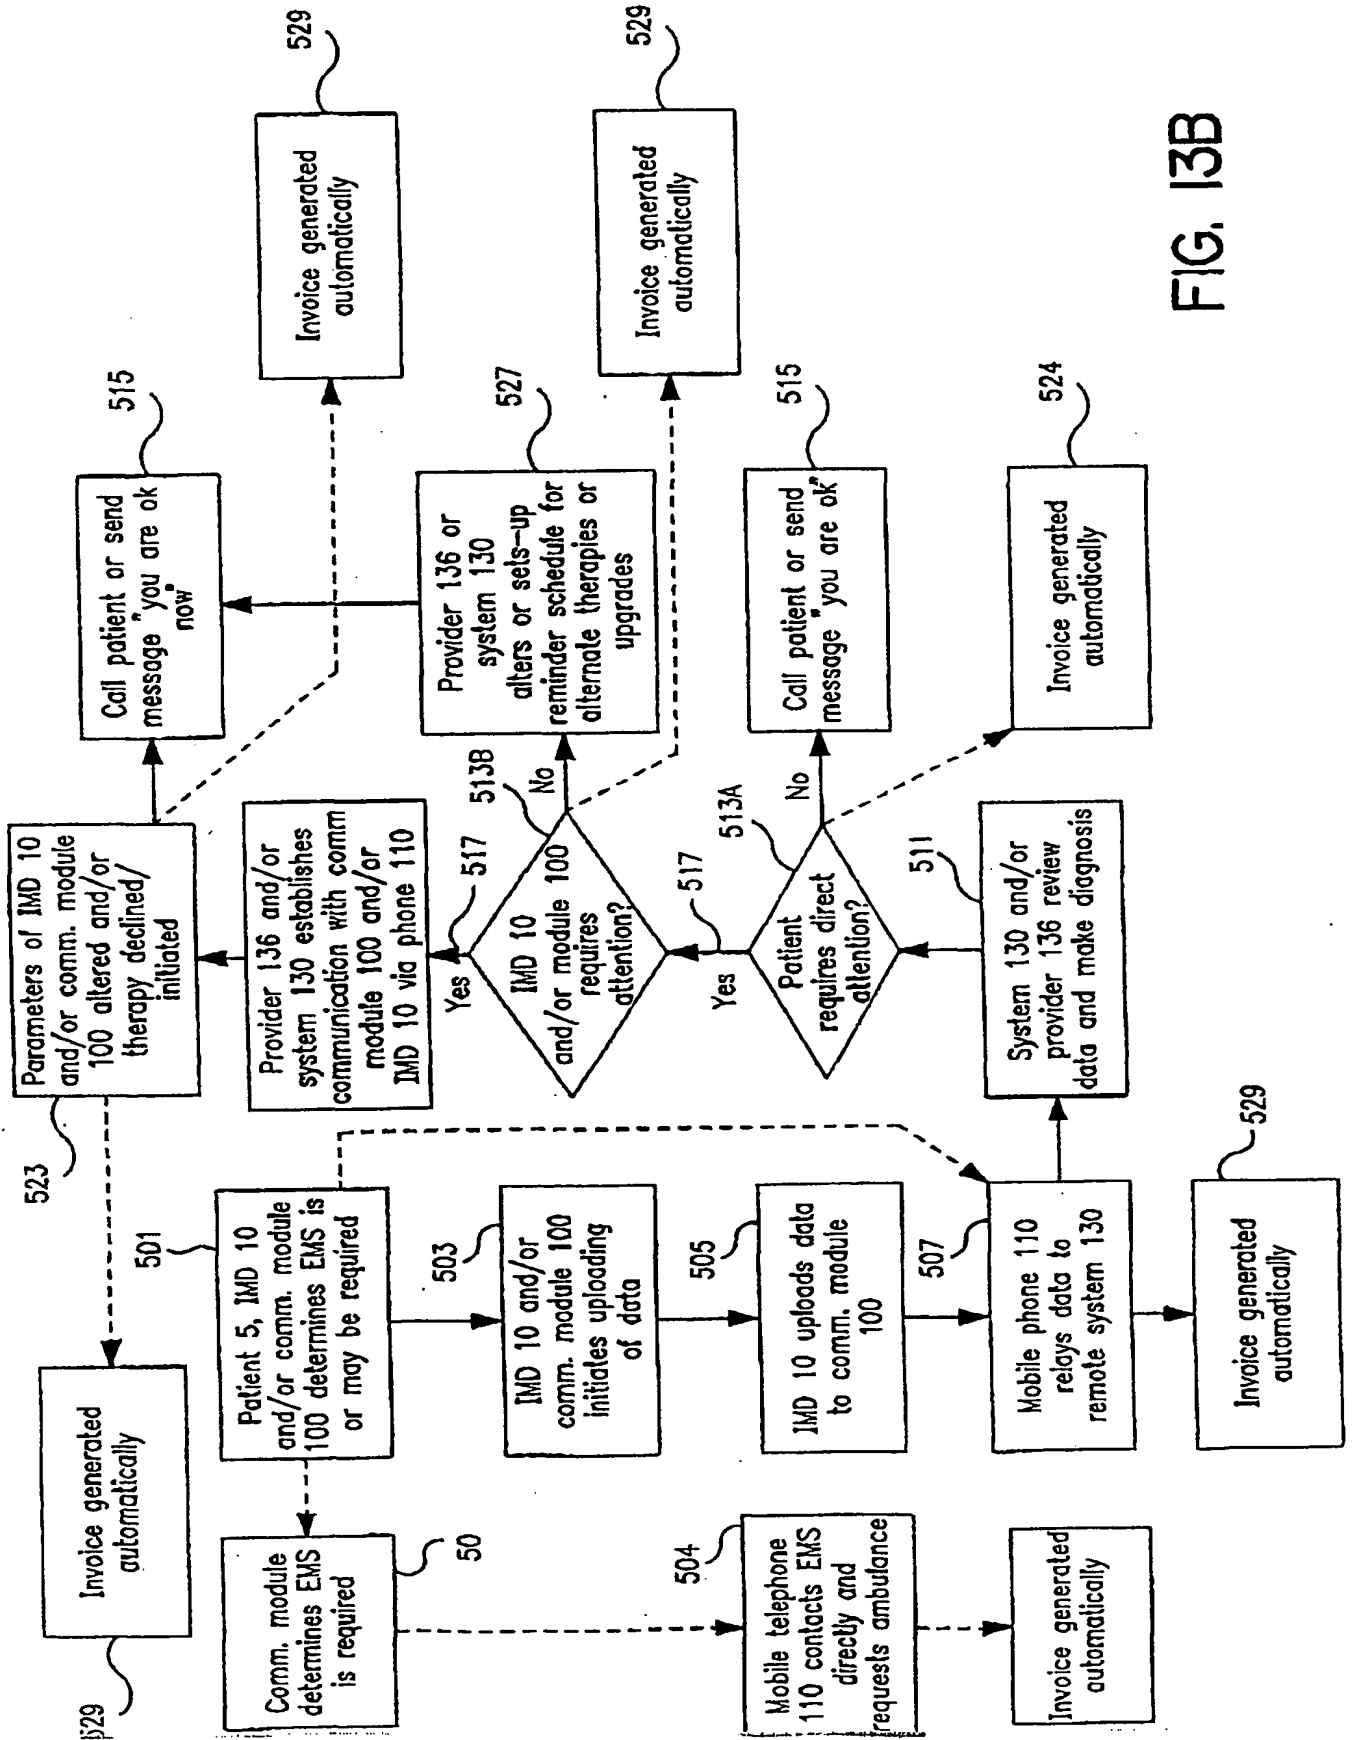 Invoice generated
automatically
529
Comm. module
determines EMS
is required
50
Mobile telephone
110 contacts EMS
directly and
requests ambulance
504
Invoice generated
automatically
Patient 5, IMD 10
and/or comm. module
100 determines EMS is
or may be required
501
IMD 10 and/or
comm. module 100
initiates uploading
of data
503
IMD 10 uploads data
to comm. module
100
505
Mobile phone 110
relays data to
remote system 130
507
Invoice generated
automatically
529
Parameters of IMD 10
and/or comm. module
100 altered and/or
therapy declined/
initiated
523
Provider 136 and/or
system 130 establishes
communication with comm
module 100 and/or
IMD 10 via phone 110
Yes
517
IMD 10
and/or module 100
requires
attention?
513B
No
Yes
517
Patient
requires direct
attention?
513A
No
System 130 and/or
provider 136 review
data and make diagnosis
511
Call patient or send
message "you are ok
now"
515
Provider 136 or
system 130
alters or sets-up
reminder schedule for
alternate therapies or
upgrades
527
Call patient or send
message "you are ok"
515
Invoice generated
automatically
524
Invoice generated
automatically
529
Invoice generated
automatically
529
FIG. 13B